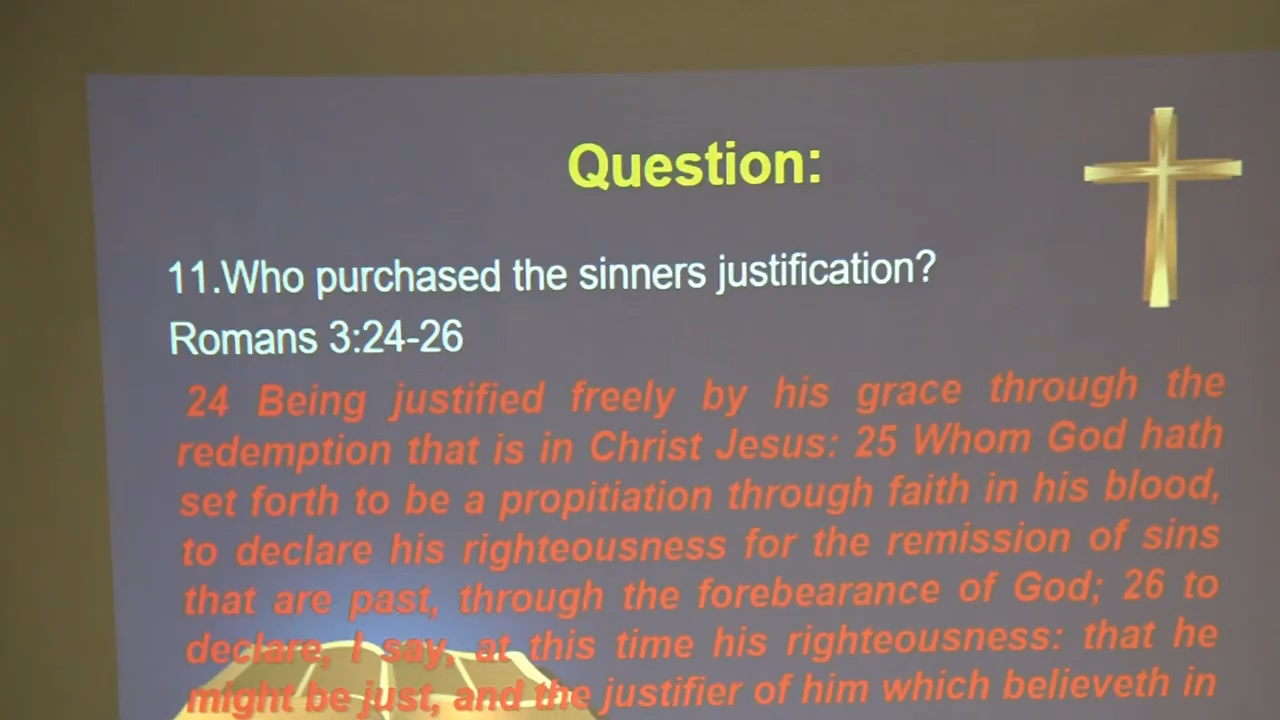 Question:
11.Who purchased the sinners justification?
Romans 3:24-26
24 Being justified freely by his grace through the
redemption that is in Christ Jesus: 25 Whom God hath
set forth to be a propitiation through faith in his blood,
to declare his righteousness for the remission of sins
that are past, through the forebearance of God; 26 to
declare, I say, at this time his righteousness: that he
might be just, and the justifier of him which believeth in